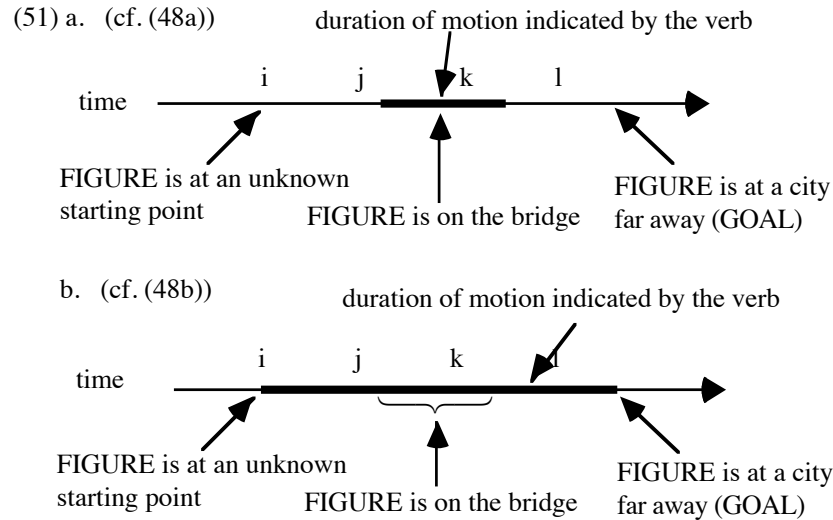 (51) a. (cf. (48a))
duration of motion indicated by the verb
i j k l
time
FIGURE is at an unknown
starting point
FIGURE is on the bridge
FIGURE is at a city
far away (GOAL)
b. (cf. (48b))
duration of motion indicated by the verb
i j k l
time
FIGURE is at an unknown
starting point
FIGURE is on the bridge
FIGURE is at a city
far away (GOAL)